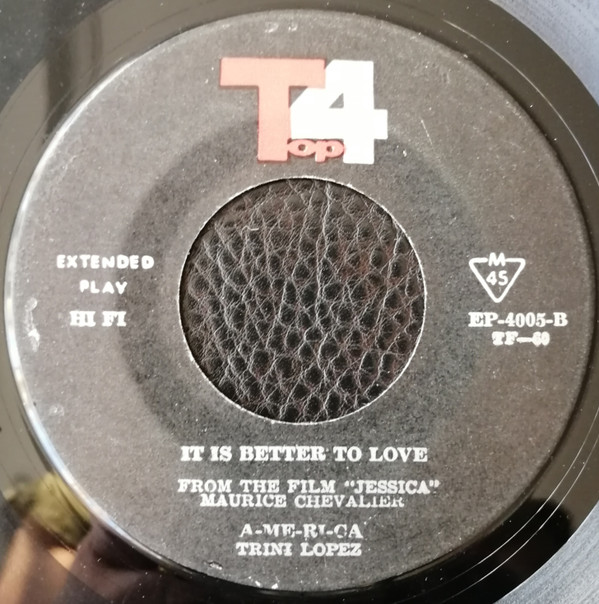 Top 4
EXTENDED
PLAY
HI FI
M
45
EP-4005-B
TF—60
IT IS BETTER TO LOVE
FROM THE FILM "JESSICA"
MAURICE CHEVALIER
A-ME-RI-CA
TRINI LOPEZ